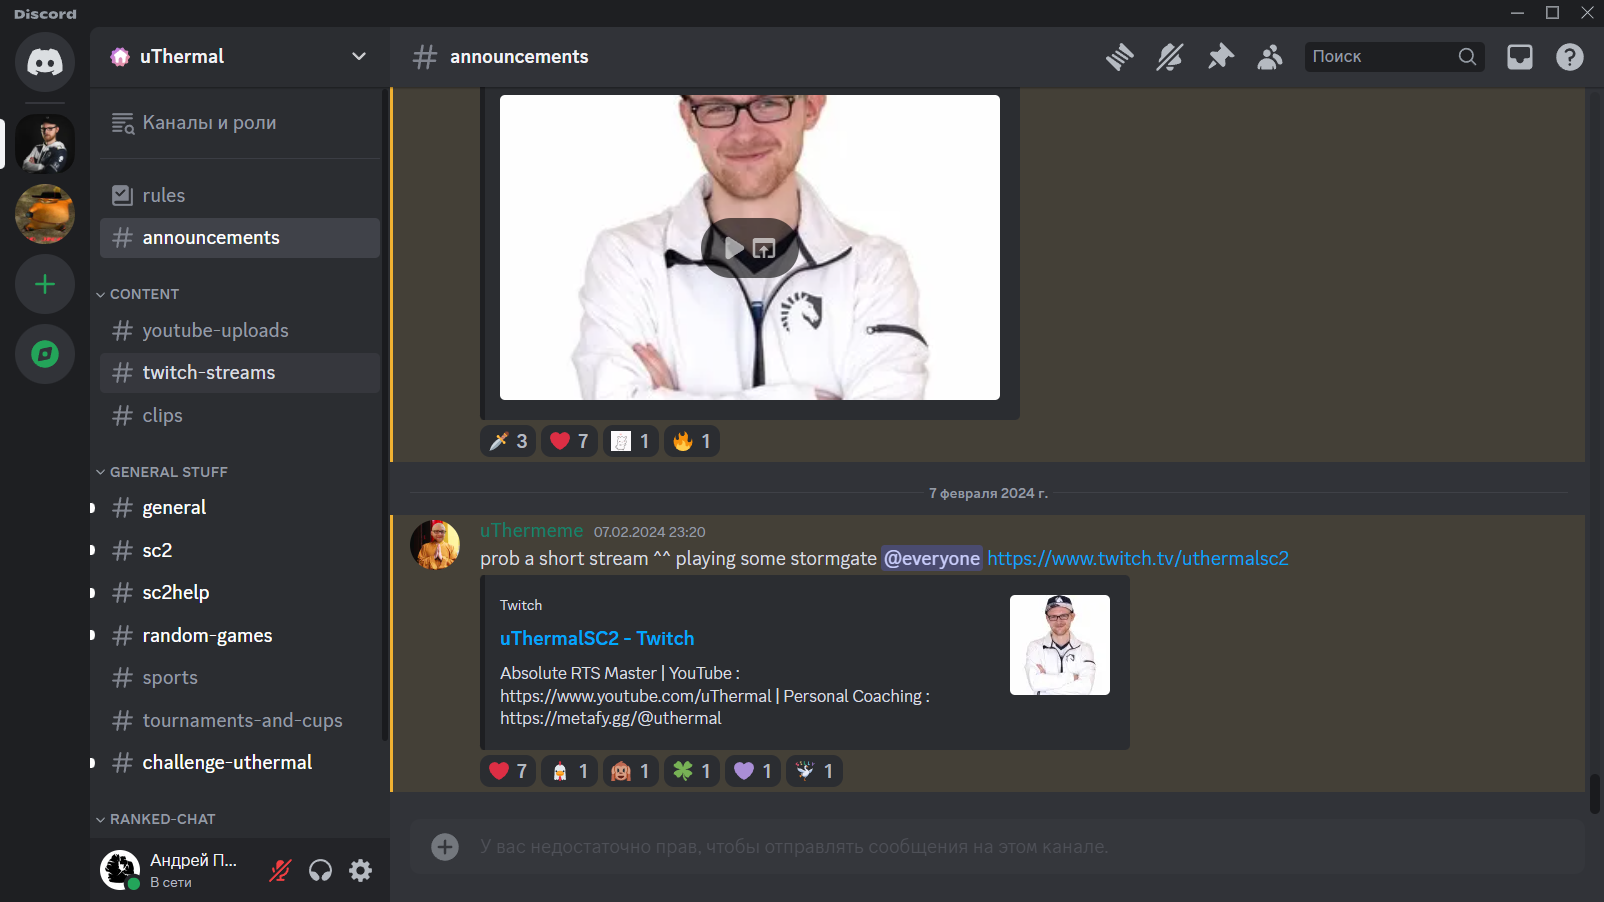 Discord
uThermal
announcements
Поиск
Каналы и роли
rules
announcements
CONTENT
youtube-uploads
twitch-streams
clips
GENERAL STUFF
general
sc2
sc2help
random-games
sports
tournaments-and-cups
challenge-uthermal
RANKED-CHAT
Андрей П...
В сети
3
7
1
1
7 февраля 2024 г.
uThermeme 07.02.2024 23:20
prob a short stream ^^ playing some stormgate @everyone https://www.twitch.tv/uthermalsc2
Twitch
uThermalSC2 - Twitch
Absolute RTS Master | YouTube :
https://www.youtube.com/uThermal | Personal Coaching :
https://metafy.gg/@uthermal
7
1
1
1
1
1
У вас недостаточно прав, чтобы отправлять сообщения на этом канале.